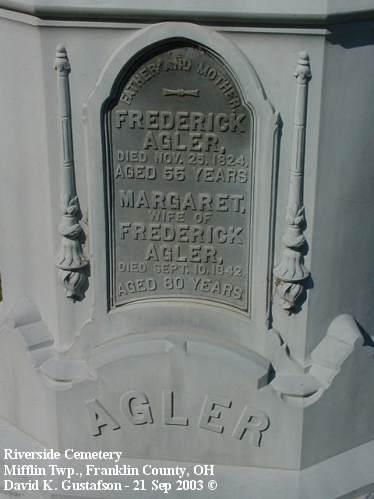 FATHER AND MOTHER.
FREDERICK
AGLER,
DIED NOV. 25, 1824,
AGED 55 YEARS
MARGARET,
WIFE OF
FREDERICK
AGLER,
DIED SEPT. 10, 1842,
AGED 80 YEARS.
AGLER
Riverside Cemetery
Mifflin Twp., Franklin County, OH
David K. Gustafson - 21 Sep 2003 ©